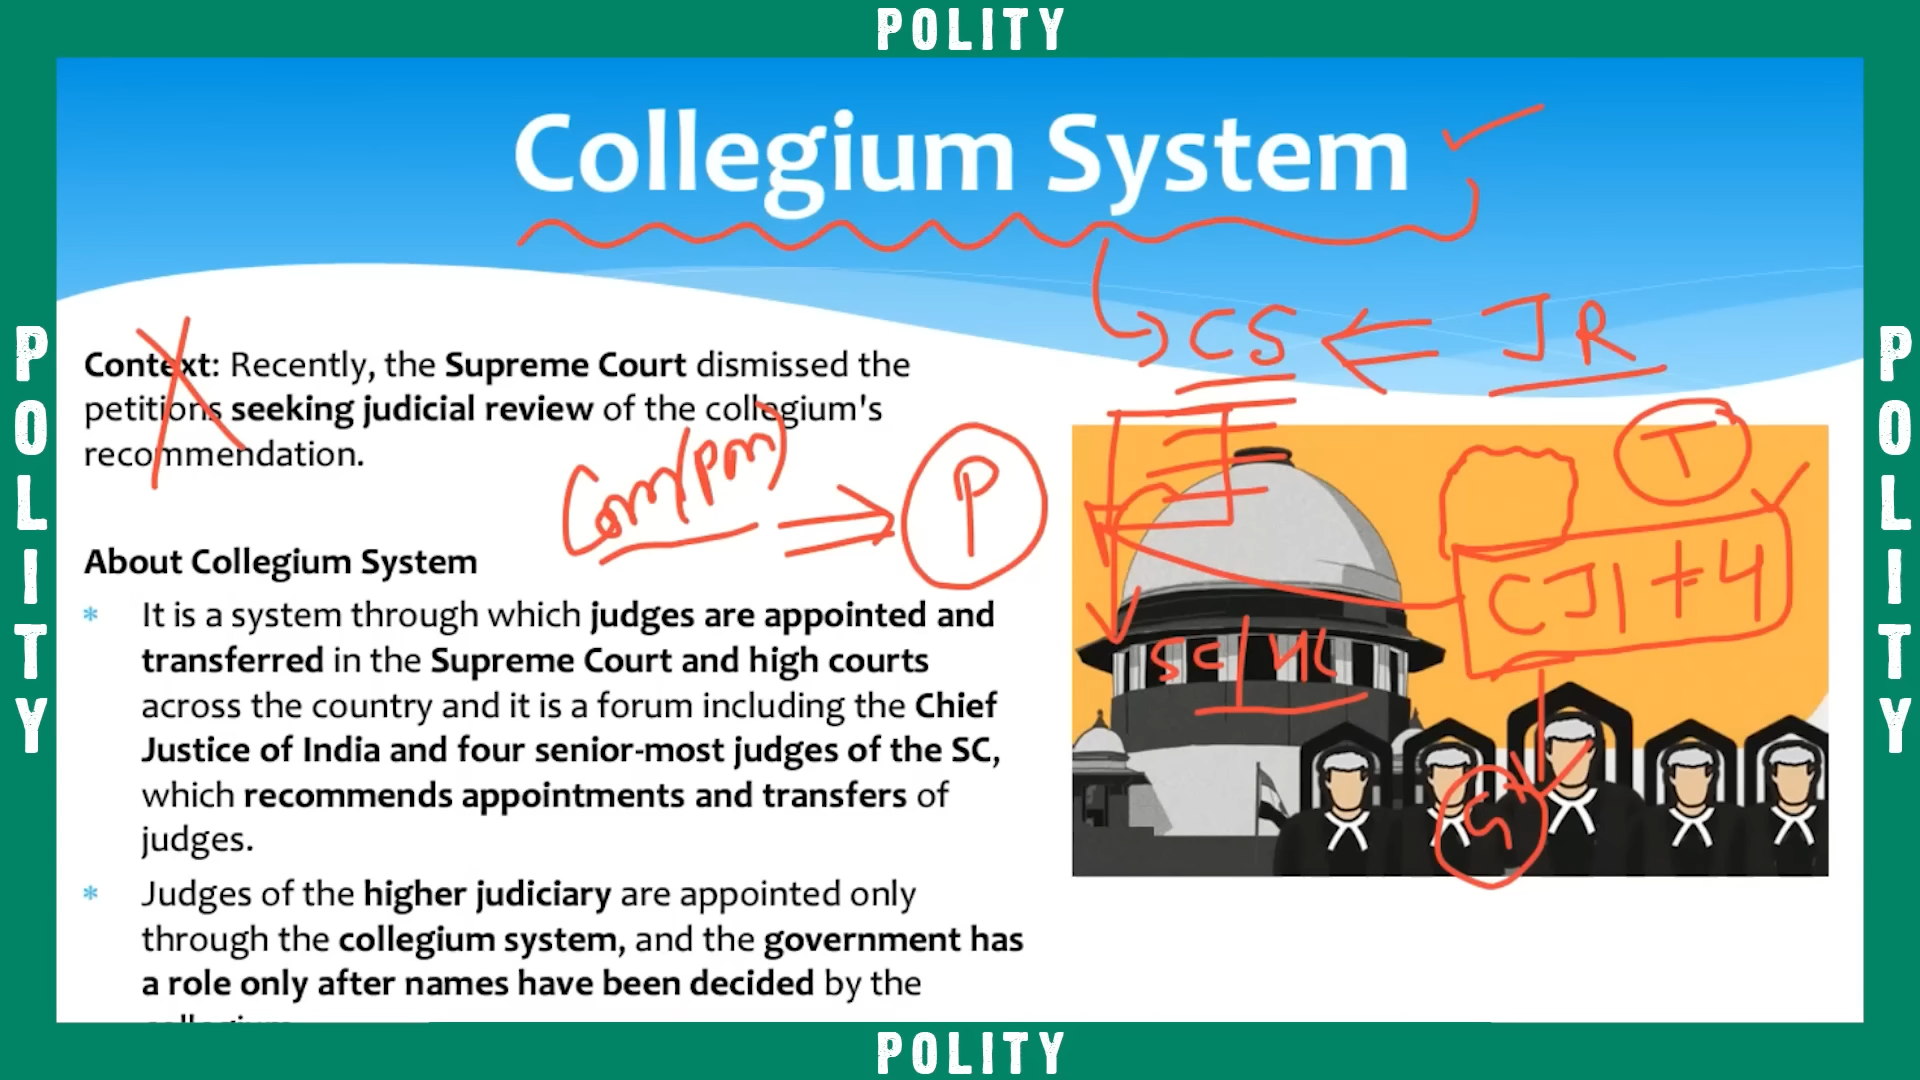 POLITY
Collegium System
CS
JR
Context: Recently, the Supreme Court dismissed the
petitions seeking judicial review of the collegium's
recommendation.
Com(PM)
P
T
CJI + 4
SC | HC
G
About Collegium System
* It is a system through which judges are appointed and
transferred in the Supreme Court and high courts
across the country and it is a forum including the Chief
Justice of India and four senior-most judges of the SC,
which recommends appointments and transfers of
judges.
* Judges of the higher judiciary are appointed only
through the collegium system, and the government has
a role only after names have been decided by the
POLITY
POLITY
POLITY